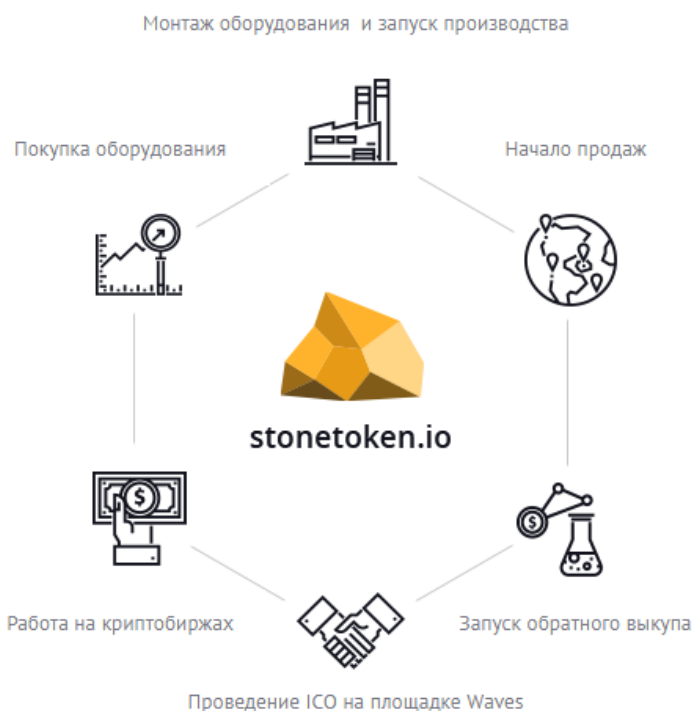 Монтаж оборудования и запуск производства
Покупка оборудования
Начало продаж
stonetoken.io
Работа на криптобиржах
Запуск обратного выкупа
Проведение ICO на площадке Waves